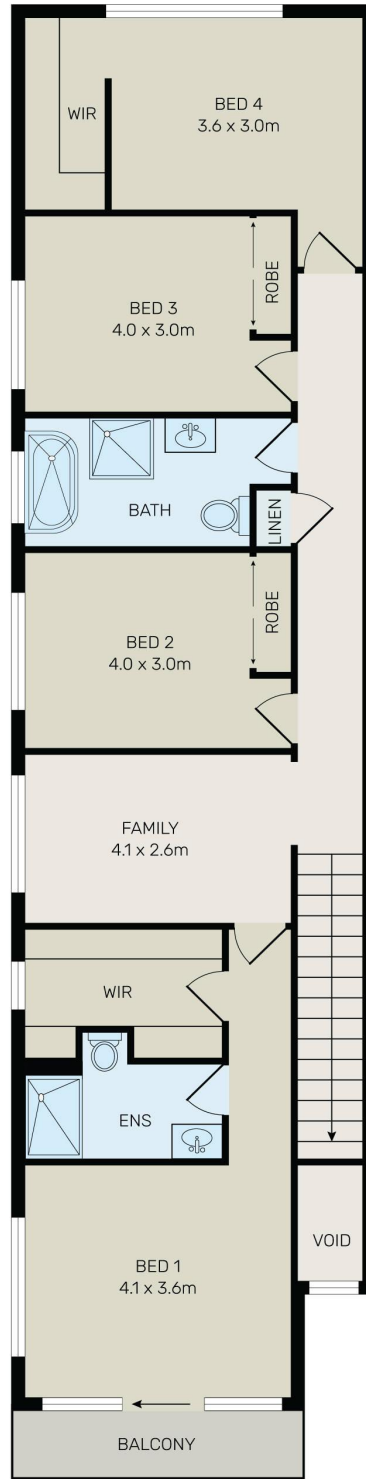 WIR
BED 4
3.6 x 3.0m
BED 3
4.0 x 3.0m
ROBE
BATH
LINEN
BED 2
4.0 x 3.0m
ROBE
FAMILY
4.1 x 2.6m
WIR
ENS
VOID
BED 1
4.1 x 3.6m
BALCONY